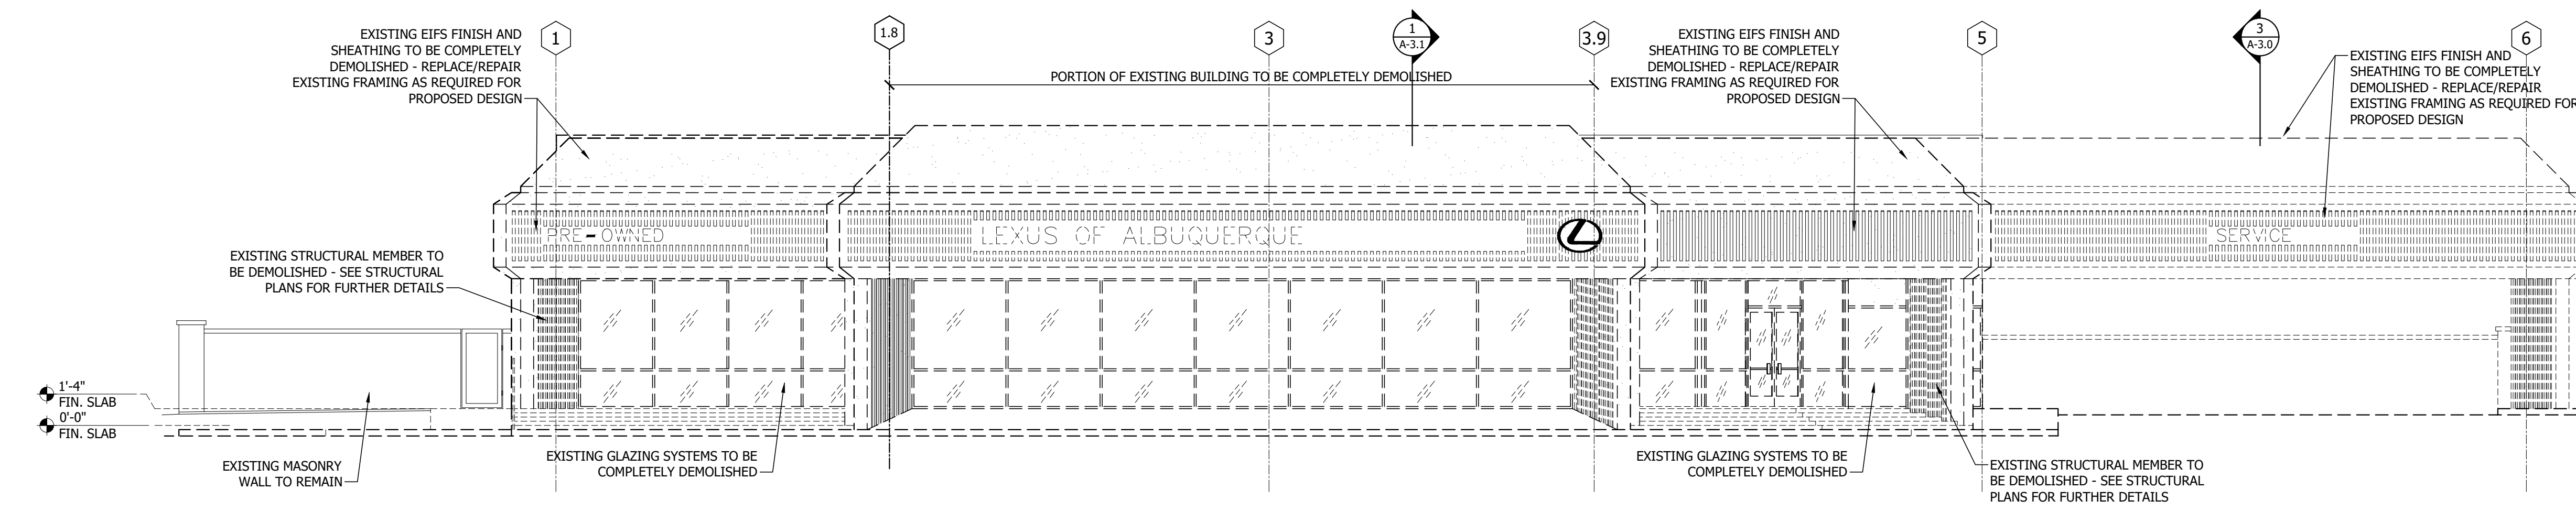 EXISTING EIFS FINISH AND
SHEATHING TO BE COMPLETELY
DEMOLISHED - REPLACE/REPAIR
EXISTING FRAMING AS REQUIRED FOR
PROPOSED DESIGN
1
1.8
3
1
A-3.1
3.9
EXISTING EIFS FINISH AND
SHEATHING TO BE COMPLETELY
DEMOLISHED - REPLACE/REPAIR
EXISTING FRAMING AS REQUIRED FOR
PROPOSED DESIGN
5
3
A-3.0
6
EXISTING EIFS FINISH AND
SHEATHING TO BE COMPLETELY
DEMOLISHED - REPLACE/REPAIR
EXISTING FRAMING AS REQUIRED FOR
PROPOSED DESIGN
PORTION OF EXISTING BUILDING TO BE COMPLETELY DEMOLISHED
PRE-OWNED
LEXUS OF ALBUQUERQUE
SERVICE
EXISTING STRUCTURAL MEMBER TO
BE DEMOLISHED - SEE STRUCTURAL
PLANS FOR FURTHER DETAILS
1'-4"
FIN. SLAB
0'-0"
FIN. SLAB
EXISTING MASONRY
WALL TO REMAIN
EXISTING GLAZING SYSTEMS TO BE
COMPLETELY DEMOLISHED
EXISTING GLAZING SYSTEMS TO BE
COMPLETELY DEMOLISHED
EXISTING STRUCTURAL MEMBER TO
BE DEMOLISHED - SEE STRUCTURAL
PLANS FOR FURTHER DETAILS